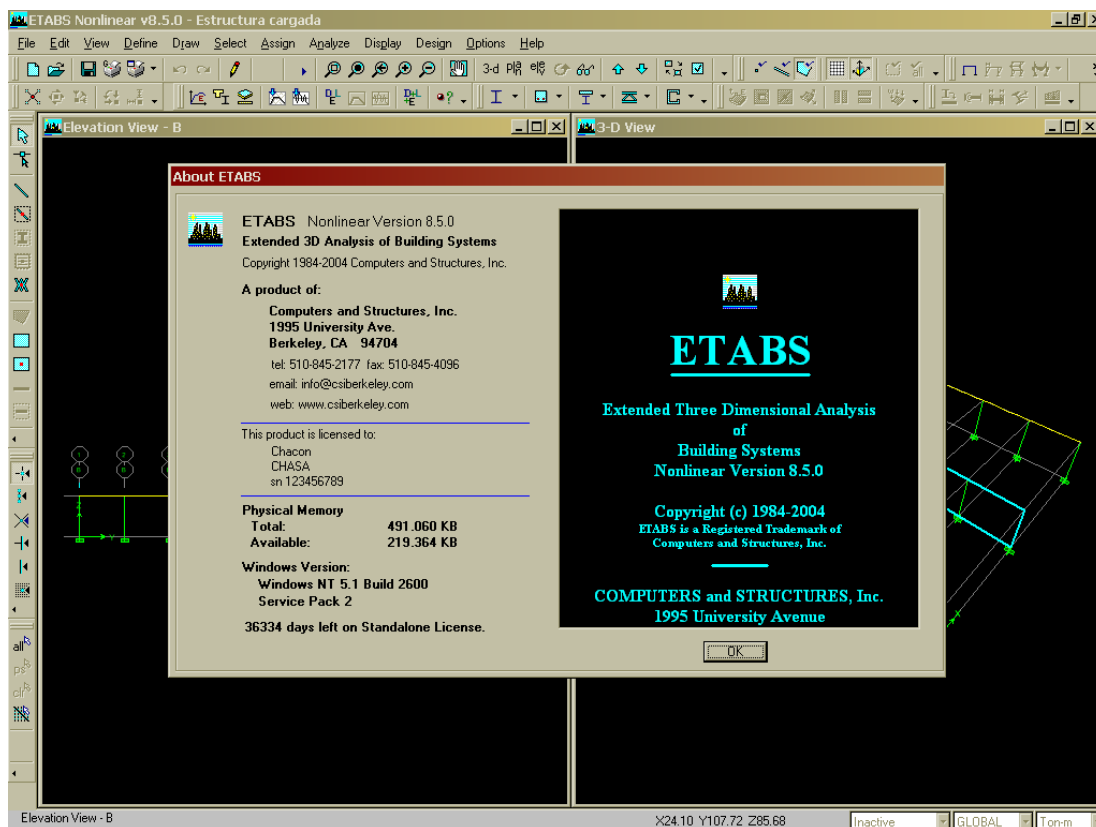 ETABS Nonlinear v8.5.0 - Estructura cargada
File Edit View Define Draw Select Assign Analyze Display Design Options Help
3-d
Elevation View - B
3-D View
About ETABS
ETABS Nonlinear Version 8.5.0
Extended 3D Analysis of Building Systems
Copyright 1984-2004 Computers and Structures, Inc.
A product of:
Computers and Structures, Inc.
1995 University Ave.
Berkeley, CA 94704
tel: 510-845-2177 fax: 510-845-4096
email: info@csiberkeley.com
web: www.csiberkeley.com
This product is licensed to:
Chacon
CHASA
sn 123456789
Physical Memory
Total: 491.060 KB
Available: 219.364 KB
Windows Version:
Windows NT 5.1 Build 2600
Service Pack 2
36334 days left on Standalone License.
ETABS
Extended Three Dimensional Analysis
of
Building Systems
Nonlinear Version 8.5.0
Copyright (c) 1984-2004
ETABS is a Registered Trademark of
Computers and Structures, Inc.
COMPUTERS and STRUCTURES, Inc.
1995 University Avenue
OK
all
ps
clr
Elevation View - B
X24.10 Y107.72 Z85.68
Inactive
GLOBAL
Ton-m